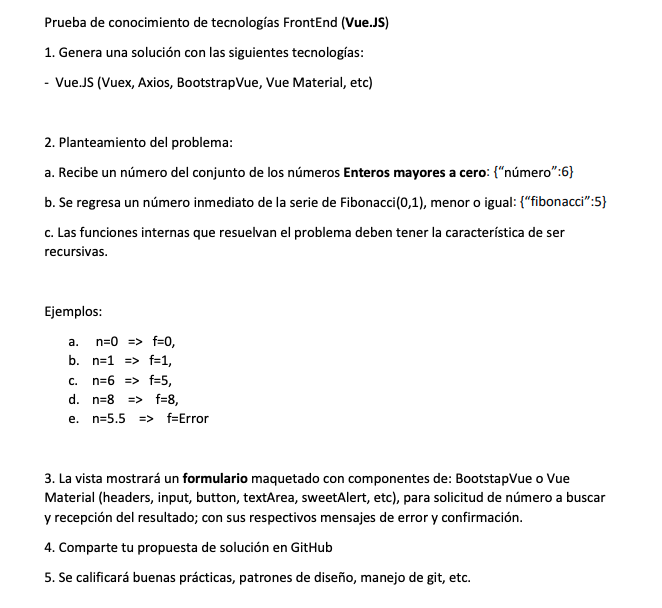 Prueba de conocimiento de tecnologías FrontEnd (Vue.JS)
1. Genera una solución con las siguientes tecnologías:
- Vue.JS (Vuex, Axios, BootstrapVue, Vue Material, etc)
2. Planteamiento del problema:
a. Recibe un número del conjunto de los números Enteros mayores a cero: {“número”:6}
b. Se regresa un número inmediato de la serie de Fibonacci(0,1), menor o igual: {“fibonacci”:5}
c. Las funciones internas que resuelvan el problema deben tener la característica de ser
recursivas.
Ejemplos:
a. n=0 => f=0,
b. n=1 => f=1,
c. n=6 => f=5,
d. n=8 => f=8,
e. n=5.5 => f=Error
3. La vista mostrará un formulario maquetado con componentes de: BootstapVue o Vue
Material (headers, input, button, textArea, sweetAlert, etc), para solicitud de número a buscar
y recepción del resultado; con sus respectivos mensajes de error y confirmación.
4. Comparte tu propuesta de solución en GitHub
5. Se calificará buenas prácticas, patrones de diseño, manejo de git, etc.